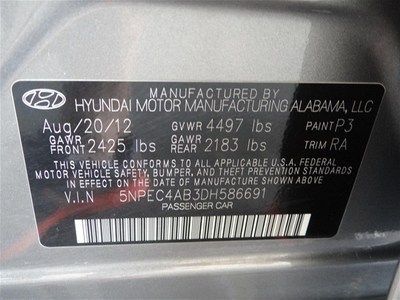 MANUFACTURED BY
HYUNDAI MOTOR MANUFACTURING ALABAMA, LLC
Aug/20/12 GVWR 4497 lbs PAINT P3
GAWR FRONT 2425 lbs GAWR REAR 2183 lbs TRIM RA
THIS VEHICLE CONFORMS TO ALL APPLICABLE U.S.A. FEDERAL
MOTOR VEHICLE SAFETY, BUMPER, AND THEFT PREVENTION STANDARDS
IN EFFECT ON THE DATE OF MANUFACTURE SHOWN ABOVE.
V.I.N 5NPEC4AB3DH586691
PASSENGER CAR